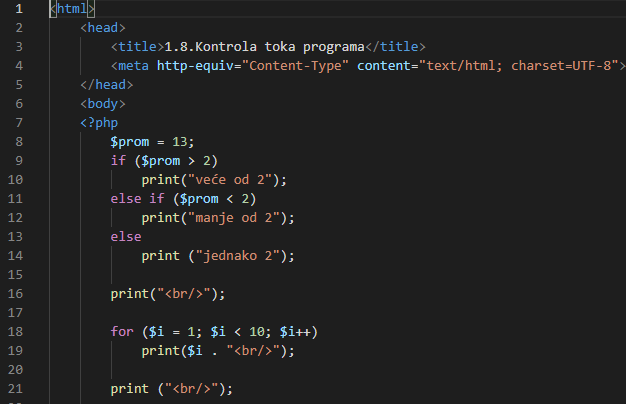 1 <html>
2 <head>
3 <title>1.8.Kontrola toka programa</title>
4 <meta http-equiv="Content-Type" content="text/html; charset=UTF-8">
5 </head>
6 <body>
7 <?php
8 $prom = 13;
9 if ($prom > 2)
10 print("veće od 2");
11 else if ($prom < 2)
12 print("manje od 2");
13 else
14 print ("jednako 2");
15
16 print("<br/>");
17
18 for ($i = 1; $i < 10; $i++)
19 print($i . "<br/>");
20
21 print ("<br/>");